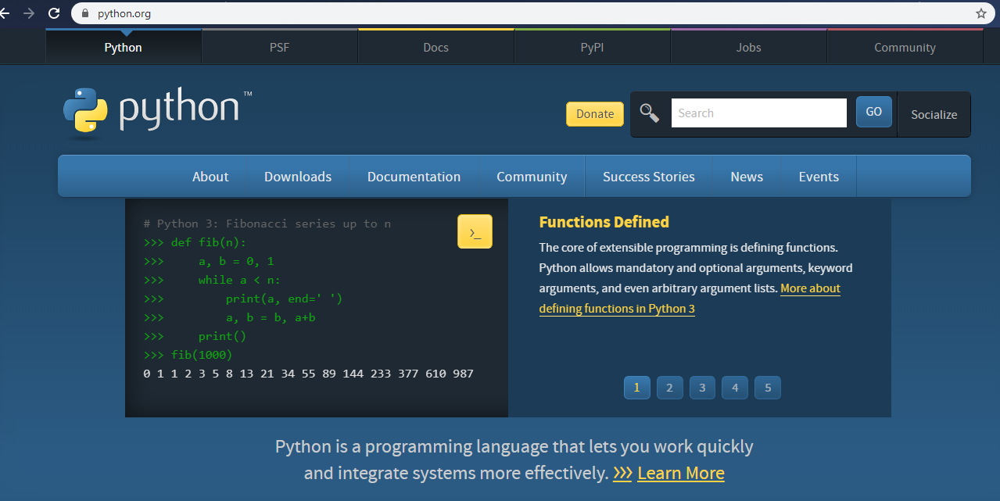 python.org
Python PSF Docs PyPI Jobs Community
python™
Donate Search GO Socialize
About Downloads Documentation Community Success Stories News Events
# Python 3: Fibonacci series up to n
>>> def fib(n):
>>>     a, b = 0, 1
>>>     while a < n:
>>>         print(a, end=' ')
>>>         a, b = b, a+b
>>>     print()
>>> fib(1000)
0 1 1 2 3 5 8 13 21 34 55 89 144 233 377 610 987
>_
Functions Defined
The core of extensible programming is defining functions.
Python allows mandatory and optional arguments, keyword
arguments, and even arbitrary argument lists. More about
defining functions in Python 3
1 2 3 4 5
Python is a programming language that lets you work quickly
and integrate systems more effectively. >>> Learn More